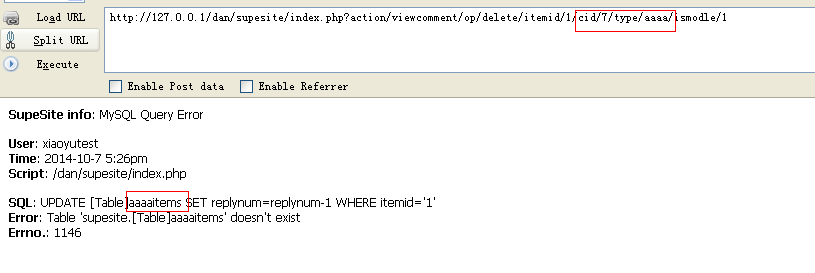 Load URL
http://127.0.0.1/dan/supesite/index.php?action/viewcomment/op/delete/itemid/1/cid/7/type/aaaa/ismodle/1
Split URL
Execute
Enable Post data Enable Referrer
SupeSite info: MySQL Query Error
User: xiaoyutest
Time: 2014-10-7 5:26pm
Script: /dan/supesite/index.php
SQL: UPDATE [Table]aaaaitems SET replynum=replynum-1 WHERE itemid='1'
Error: Table 'supesite.[Table]aaaaitems' doesn't exist
Errno.: 1146